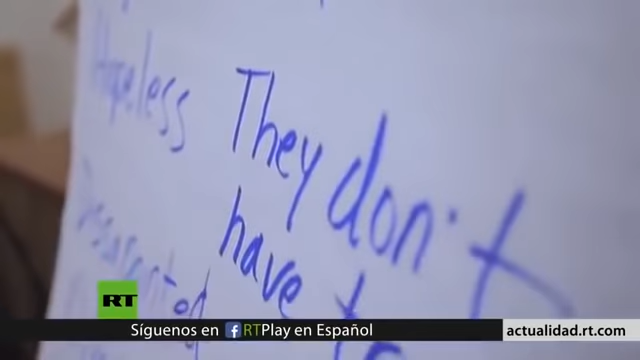 Hopeless
They don't
have to
RT
Síguenos en RTPlay en Español
actualidad.rt.com